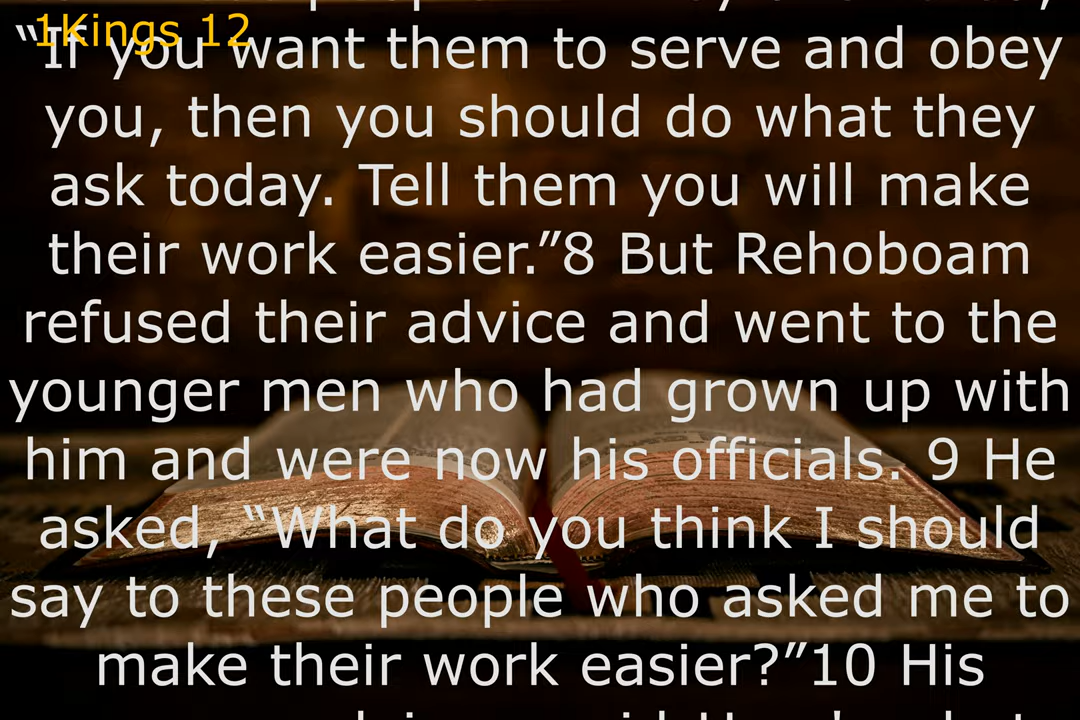 1Kings 12
“If you want them to serve and obey
you, then you should do what they
ask today. Tell them you will make
their work easier.”8 But Rehoboam
refused their advice and went to the
younger men who had grown up with
him and were now his officials. 9 He
asked, “What do you think I should
say to these people who asked me to
make their work easier?”10 His